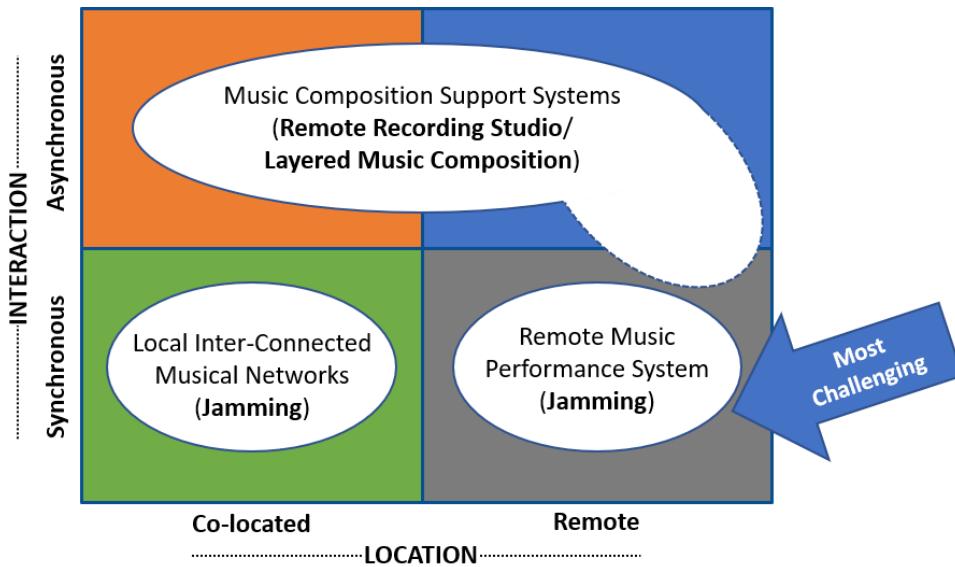 INTERACTION
Asynchronous
Synchronous
Music Composition Support Systems
(Remote Recording Studio/
Layered Music Composition)
Local Inter-Connected
Musical Networks
(Jamming)
Remote Music
Performance System
(Jamming)
Most
Challenging
Co-located
Remote
LOCATION